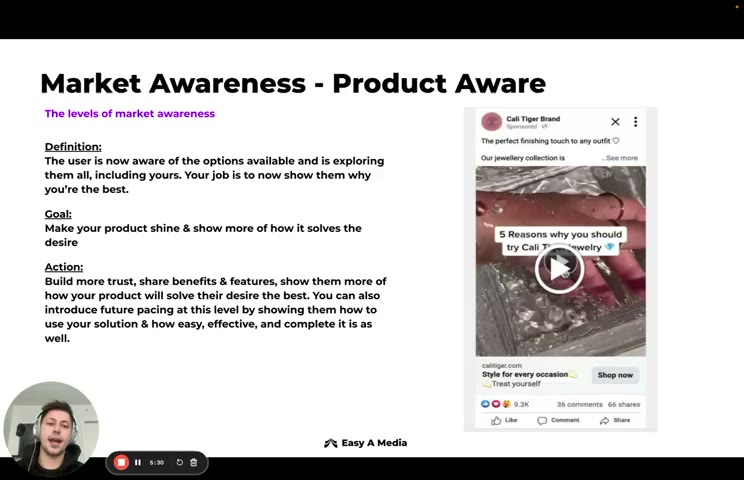 Market Awareness - Product Aware
The levels of market awareness
Definition:
The user is now aware of the options available and is exploring
them all, including yours. Your job is to now show them why
you're the best.
Goal:
Make your product shine & show more of how it solves the
desire
Action:
Build more trust, share benefits & features, show them more of
how your product will solve their desire the best. You can also
introduce future pacing at this level by showing them how to
use your solution & how easy, effective, and complete it is as
well.
Cali Tiger Brand
Sponsored
The perfect finishing touch to any outfit
Our jewellery collection is ...See more
5 Reasons why you should
try Cali Jewelry
calitiger.com
Style for every occasion
Treat yourself
Shop now
9.3K 36 comments 66 shares
Like Comment Share
5:30
Easy A Media